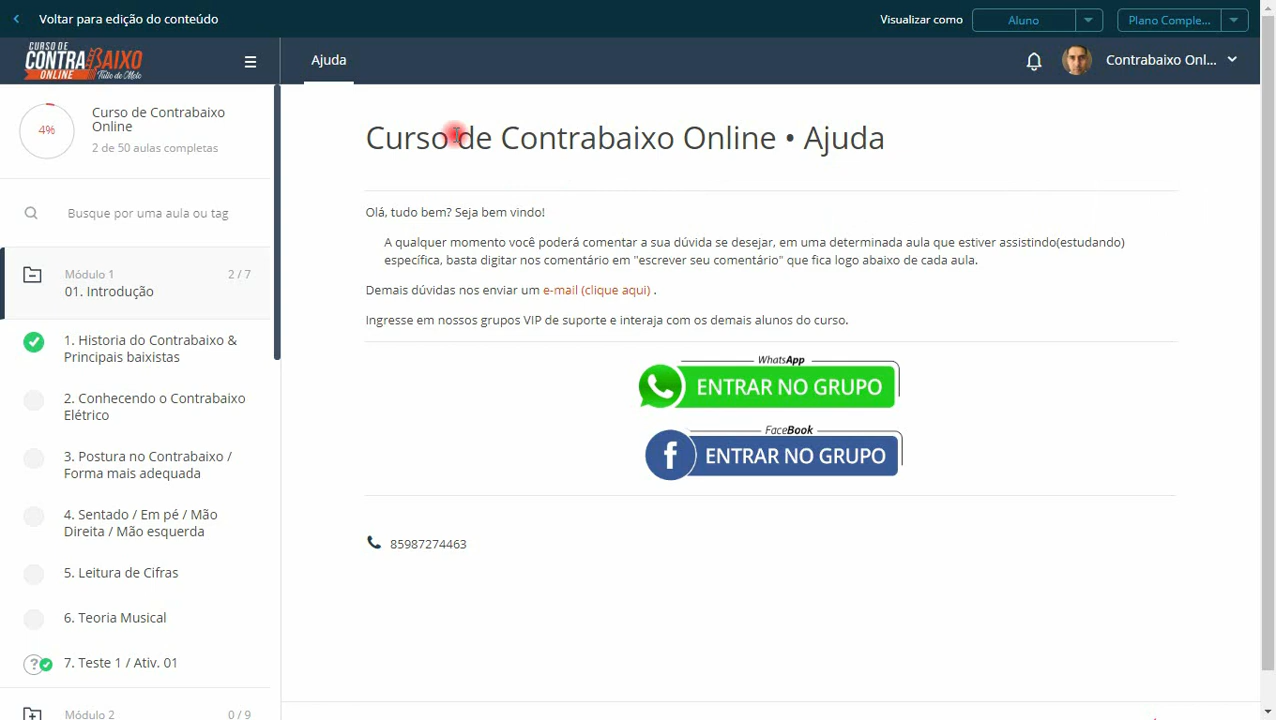 Voltar para edição do conteúdo
Visualizar como
Aluno
Plano Comple...
CURSO DE
CONTRABAIXO
ONLINE
Túlio de Melo
Ajuda
Contrabaixo Onl...
4%
Curso de Contrabaixo
Online
2 de 50 aulas completas
Busque por uma aula ou tag
Módulo 1
2 / 7
01. Introdução
1. Historia do Contrabaixo &
Principais baixistas
2. Conhecendo o Contrabaixo
Elétrico
3. Postura no Contrabaixo /
Forma mais adequada
4. Sentado / Em pé / Mão
Direita / Mão esquerda
5. Leitura de Cifras
6. Teoria Musical
?
7. Teste 1 / Ativ. 01
Módulo 2
0 / 9
Curso de Contrabaixo Online • Ajuda
Olá, tudo bem? Seja bem vindo!
A qualquer momento você poderá comentar a sua dúvida se desejar, em uma determinada aula que estiver assistindo(estudando)
específica, basta digitar nos comentário em "escrever seu comentário" que fica logo abaixo de cada aula.
Demais dúvidas nos enviar um e-mail (clique aqui) .
Ingresse em nossos grupos VIP de suporte e interaja com os demais alunos do curso.
WhatsApp
ENTRAR NO GRUPO
FaceBook
f
ENTRAR NO GRUPO
85987274463